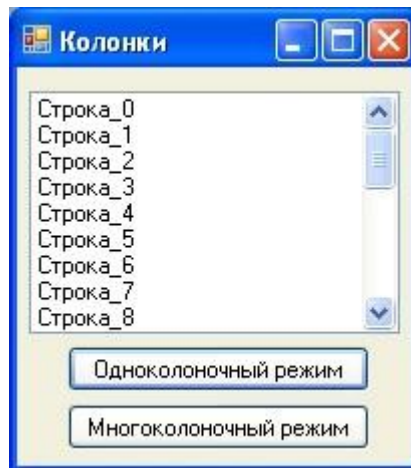 Колонки
Строка_0
Строка_1
Строка_2
Строка_3
Строка_4
Строка_5
Строка_6
Строка_7
Строка_8
Одноколоночный режим
Многоколоночный режим